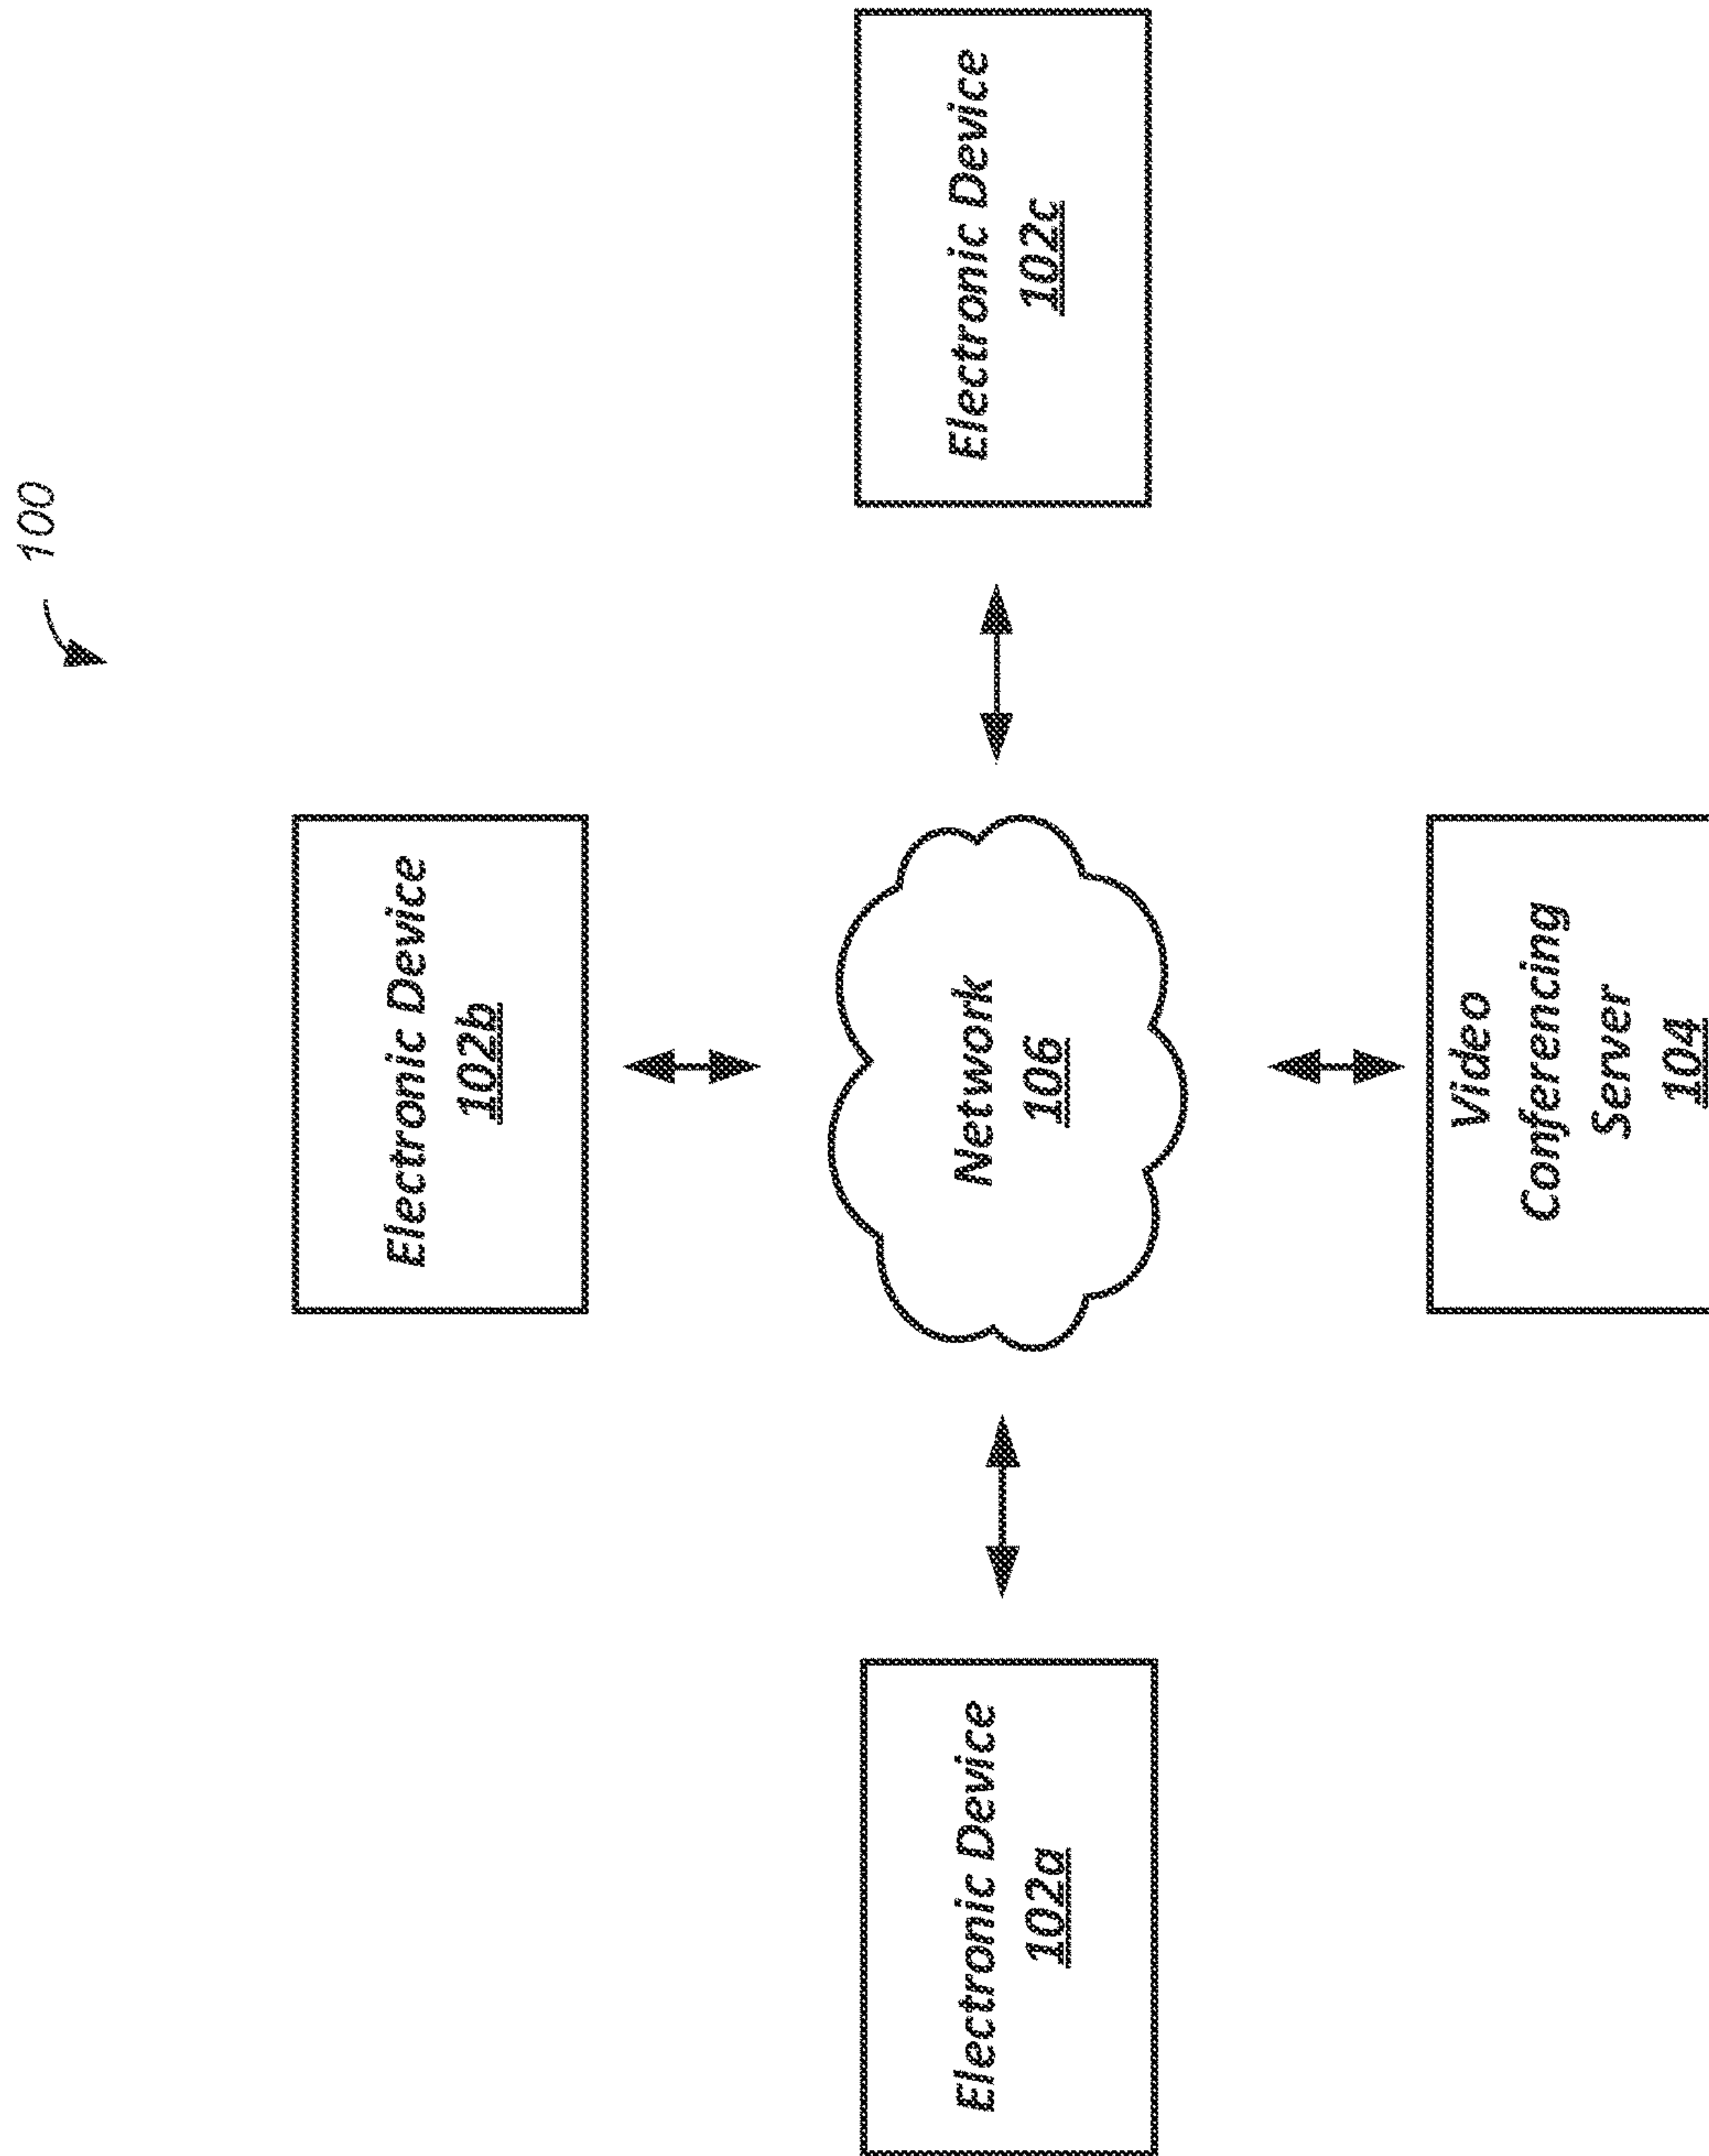 100
Electronic Device
102b
Electronic Device
102a
Network
106
Electronic Device
102c
Video
Conferencing
Server
104